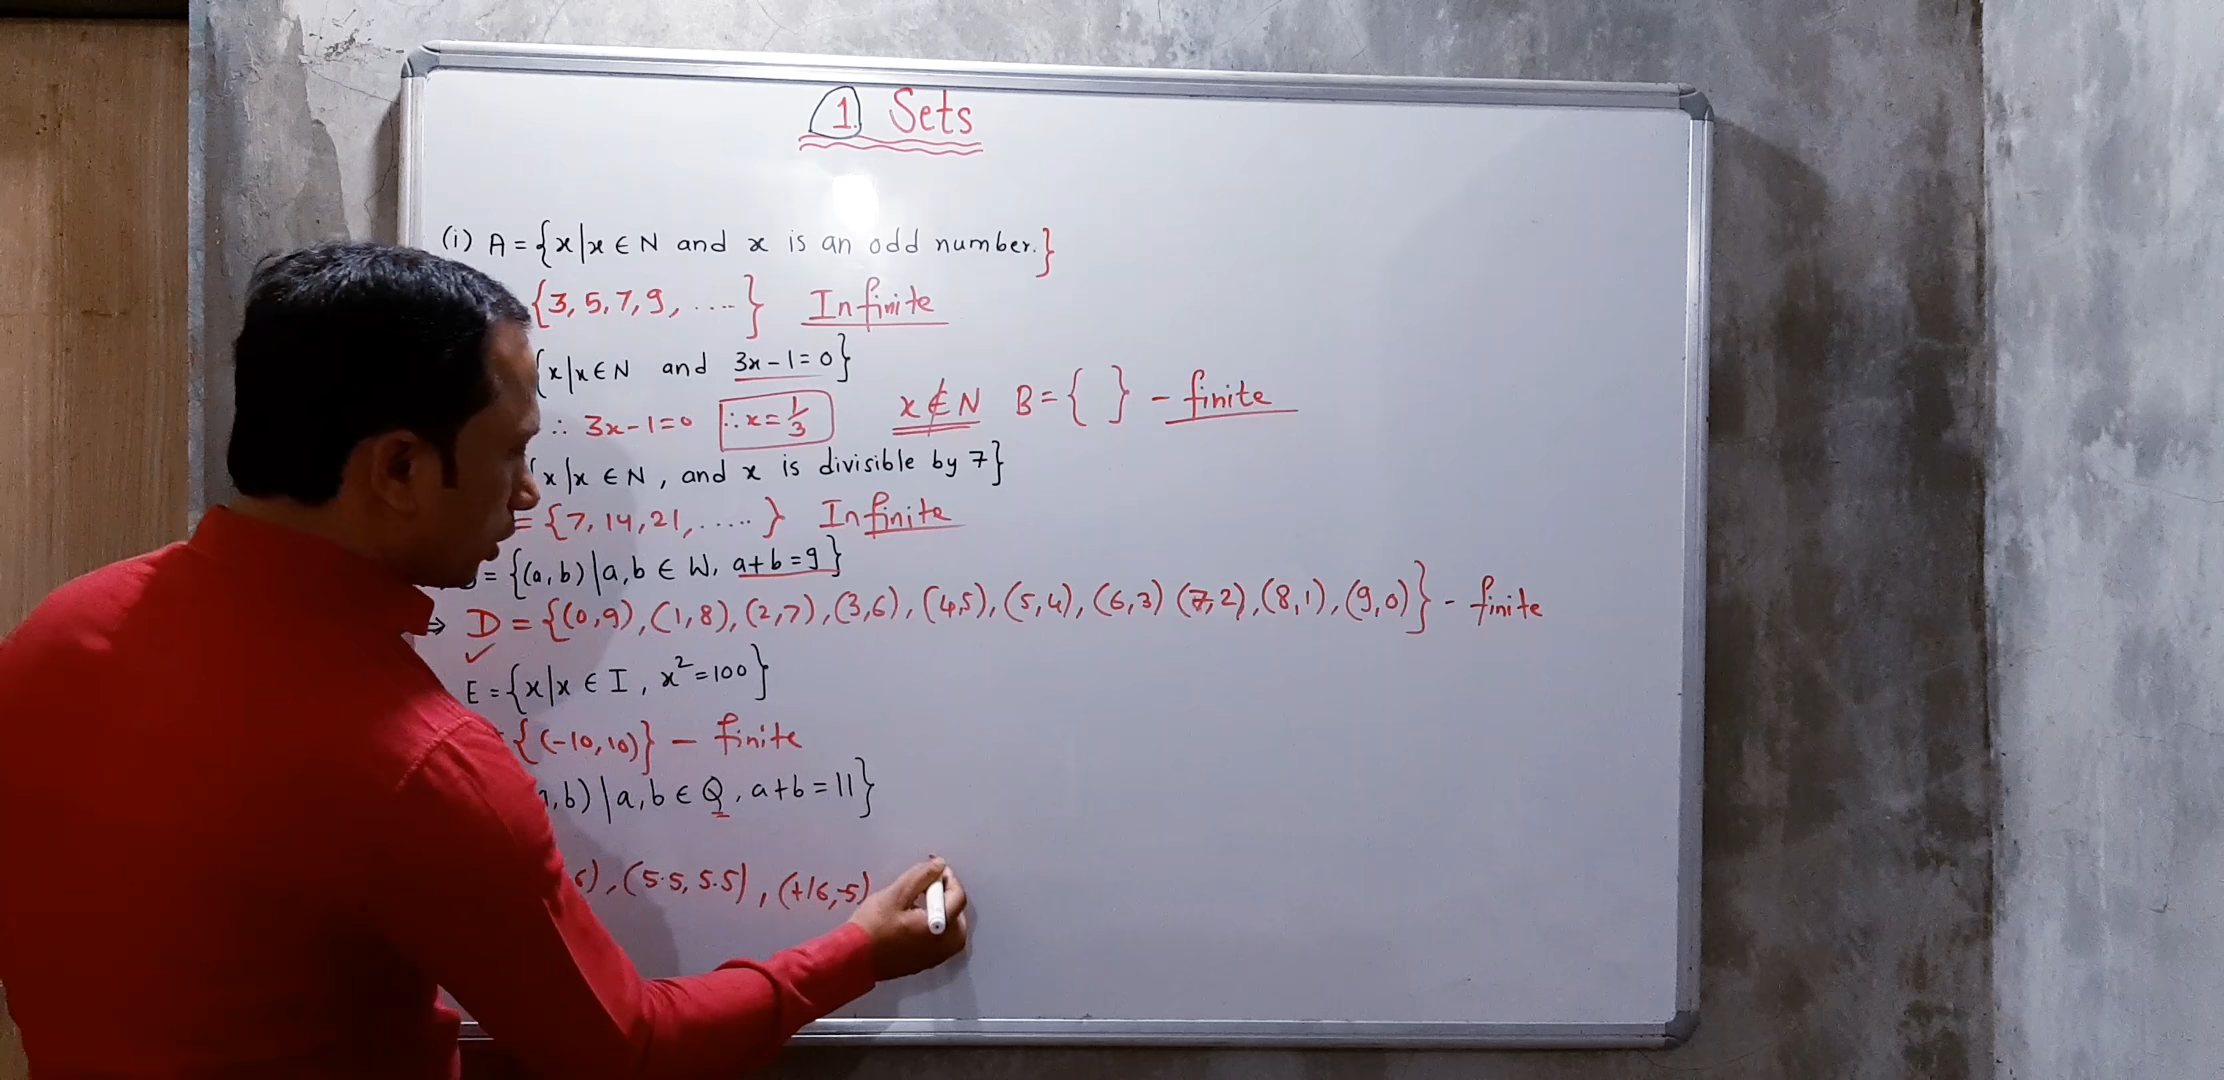 1. Sets
(i) A = {x|x ∈ N and x is an odd number.}
{3, 5, 7, 9, ....} Infinite
{x|x ∈ N and 3x-1=0}
∴ 3x-1=0 ∴ x = 1/3 x ∉ N B = { } - finite
{x|x ∈ N, and x is divisible by 7}
= {7, 14, 21, .....} Infinite
= {(a, b)|a, b ∈ W, a+b=9}
⇒ D = {(0,9), (1,8), (2,7), (3,6), (4,5), (5,4), (6,3) (7,2), (8,1), (9,0)} - finite
E = {x|x ∈ I, x²=100}
{(-10, 10)} - finite
, b)|a, b ∈ Q, a+b=11}
6), (5.5, 5.5), (+16, -5)